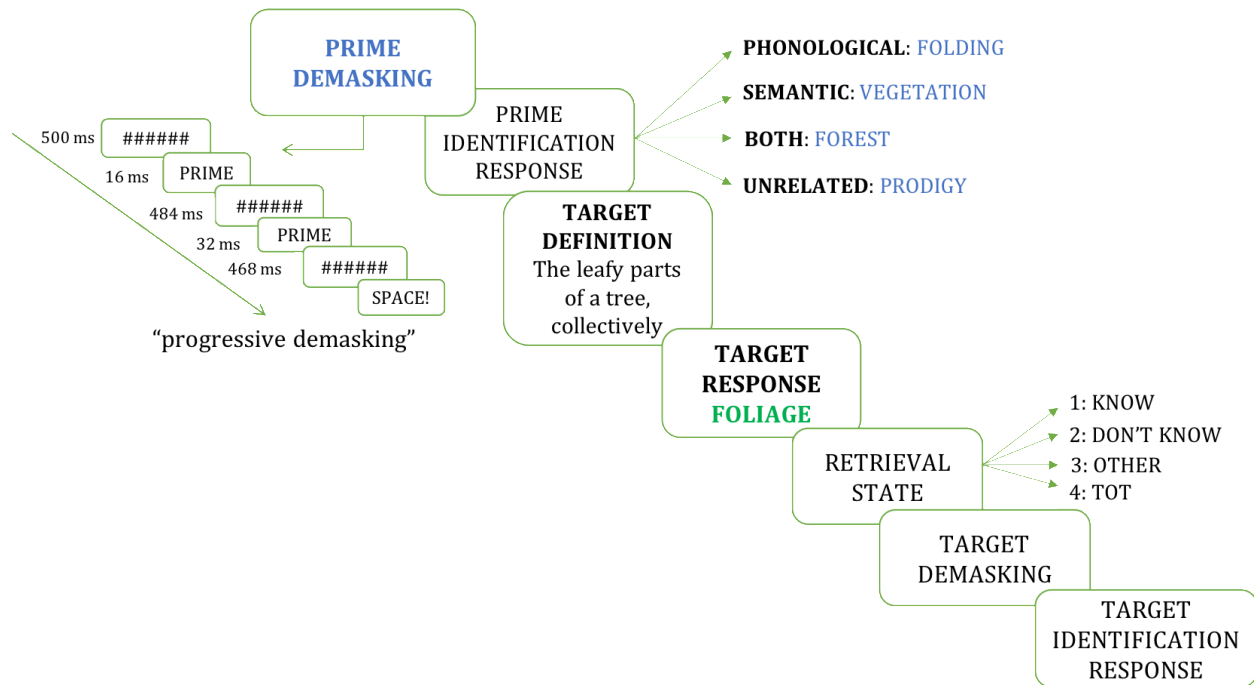 PRIME
DEMASKING
PRIME
IDENTIFICATION
RESPONSE
PHONOLOGICAL: FOLDING
SEMANTIC: VEGETATION
BOTH: FOREST
UNRELATED: PRODIGY
500 ms
######
16 ms
PRIME
484 ms
######
32 ms
PRIME
468 ms
######
SPACE!
“progressive demasking”
TARGET
DEFINITION
The leafy parts
of a tree,
collectively
TARGET
RESPONSE
FOLIAGE
RETRIEVAL
STATE
1: KNOW
2: DON’T KNOW
3: OTHER
4: TOT
TARGET
DEMASKING
TARGET
IDENTIFICATION
RESPONSE